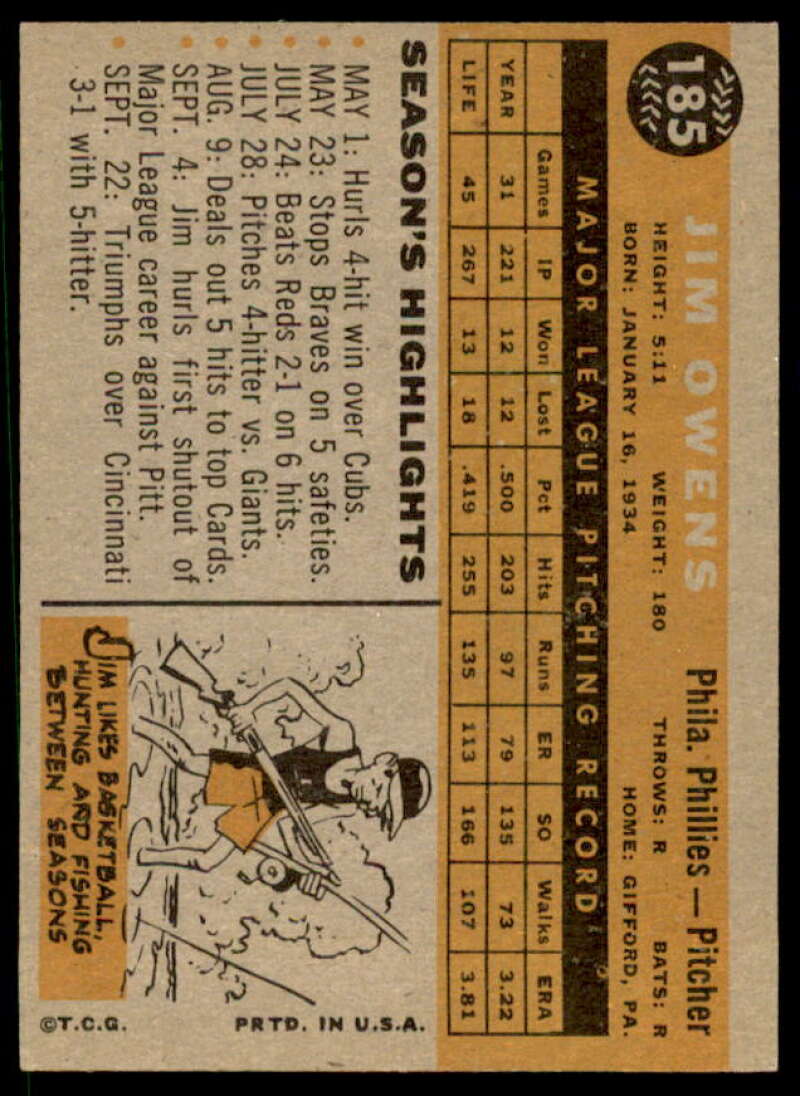 185
JIM OWENS Phila. Phillies — Pitcher
HEIGHT: 5:11 WEIGHT: 180 THROWS: R BATS: R
BORN: JANUARY 16, 1934 HOME: GIFFORD, PA.
MAJOR LEAGUE PITCHING RECORD
Games IP Won Lost Pct Hits Runs ER SO Walks ERA
YEAR 31 221 12 12 .500 203 97 79 135 73 3.22
LIFE 45 267 13 18 .419 255 135 113 166 107 3.81
SEASON'S HIGHLIGHTS
• MAY 1: Hurls 4-hit win over Cubs.
• MAY 23: Stops Braves on 5 safeties.
• JULY 24: Beats Reds 2-1 on 6 hits.
• JULY 28: Pitches 4-hitter vs. Giants.
• AUG. 9: Deals out 5 hits to top Cards.
• SEPT. 4: Jim hurls first shutout of
Major League career against Pitt.
• SEPT. 22: Triumphs over Cincinnati
3-1 with 5-hitter.
JIM LIKES BASKETBALL,
HUNTING AND FISHING
BETWEEN SEASONS
©T.C.G. PRTD. IN U.S.A.